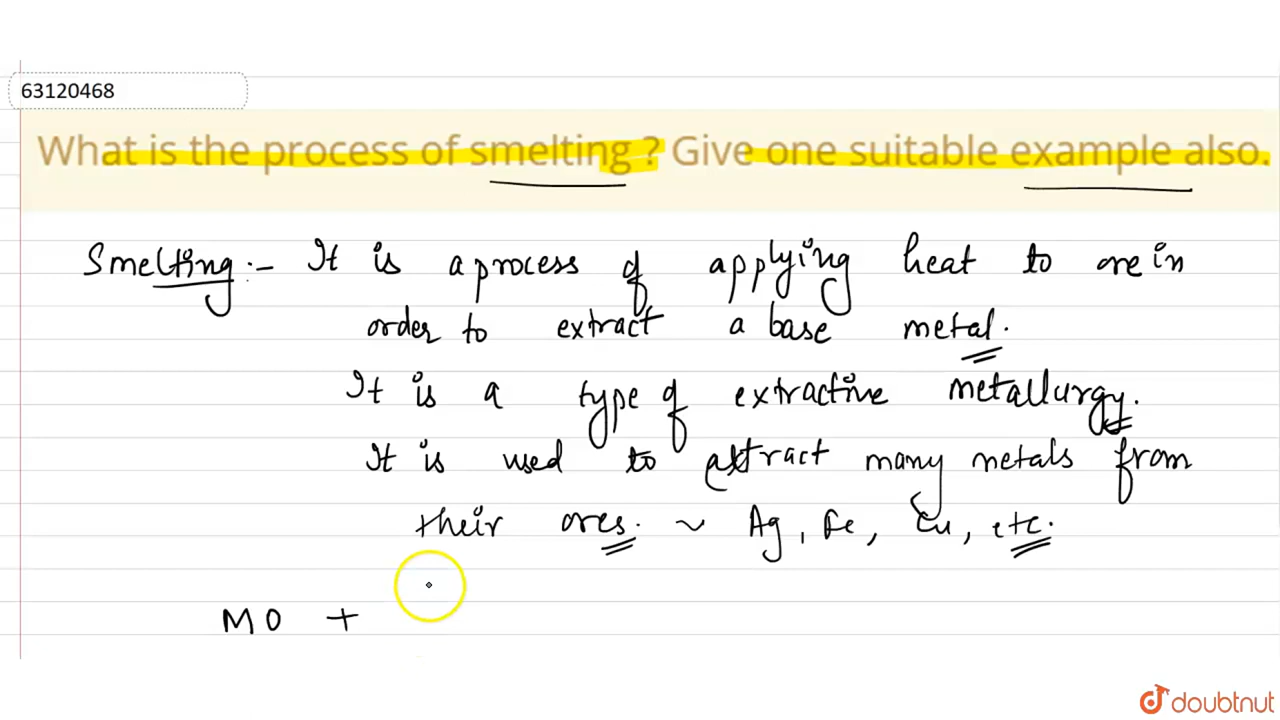 63120468
What is the process of smelting ? Give one suitable example also.
Smelting :- It is a process of applying heat to ore in
order to extract a base metal.
It is a type of extractive metallurgy.
It is used to extract many metals from
their ores. ~ Ag, Fe, Cu, etc.
MO +
doubtnut